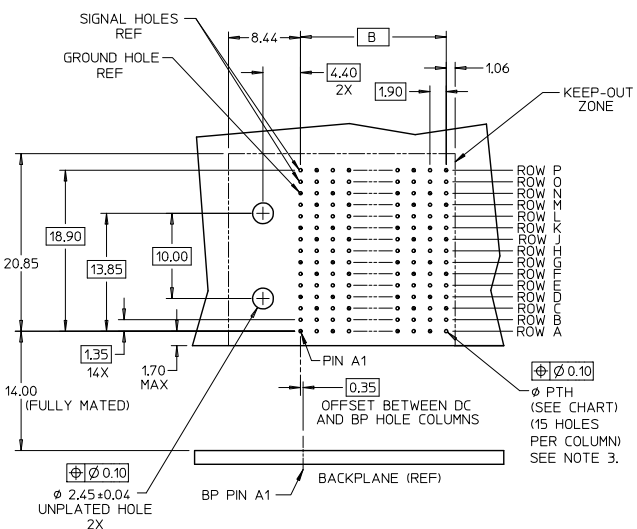 SIGNAL HOLES
REF
GROUND HOLE
REF
8.44
B
4.40
2X
1.90
1.06
KEEP-OUT
ZONE
ROW P
ROW O
ROW N
ROW M
ROW L
ROW K
ROW J
ROW H
ROW G
ROW F
ROW E
ROW D
ROW C
ROW B
ROW A
20.85
18.90
13.85
10.00
1.35
14X
1.70
MAX
PIN A1
0.35
OFFSET BETWEEN DC
AND BP HOLE COLUMNS
14.00
(FULLY MATED)
⌖ Ø 0.10
Ø PTH
(SEE CHART)
(15 HOLES
PER COLUMN)
SEE NOTE 3.
⌖ Ø 0.10
Ø 2.45±0.04
UNPLATED HOLE
2X
BP PIN A1
BACKPLANE (REF)